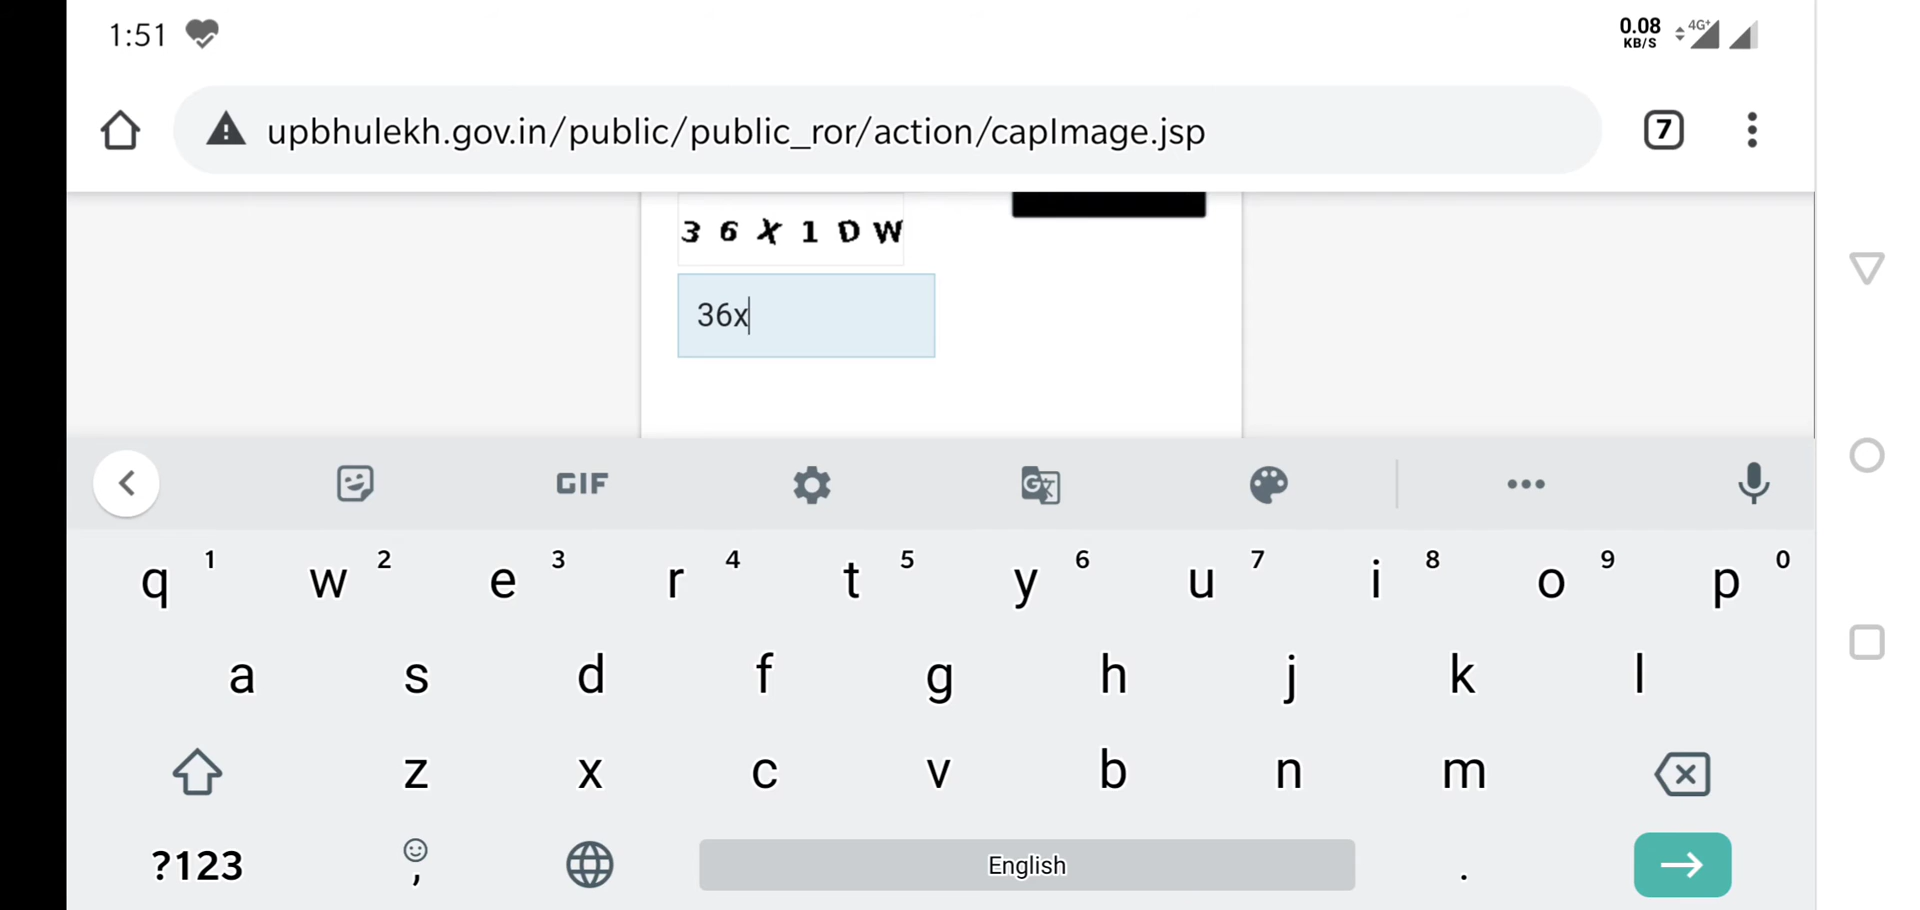 1:51
0.08
KB/S
4G+
upbhulekh.gov.in/public/public_ror/action/capImage.jsp
7
3 6 X 1 D W
36x
GIF
G
q 1 w 2 e 3 r 4 t 5 y 6 u 7 i 8 o 9 p 0
a s d f g h j k l
z x c v b n m
?123 , English .